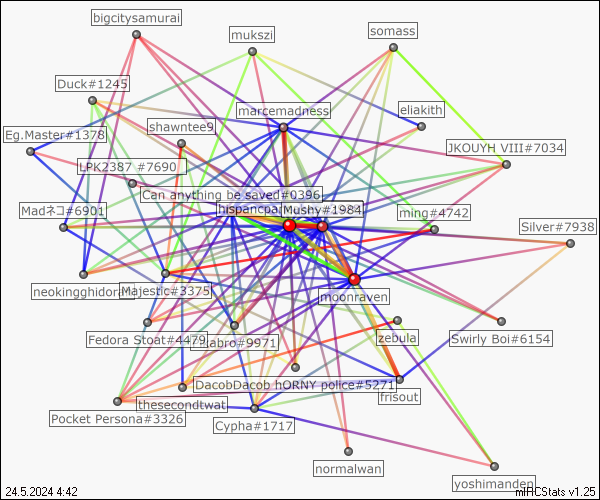 bigcitysamurai
mukszi
somass
Duck#1245
marcemadness
eliakith
Eg.Master#1378
shawntee9
JKOUYH VIII#7034
LPK2387 #7690
Can anything be saved#0396
Madネコ#6901
Mushy#1984
ming#4742
Silver#7938
neokingghidora
Majestic#3375
moonraven
Fedora Stoat#4479
#9971
zebula
Swirly Boi#6154
DacobDacob hORNY police#5271
frisout
Pocket Persona#3326
thesecondtwat
Cypha#1717
normalwan
yoshimanden
24.5.2024 4:42
mIRCStats v1.25